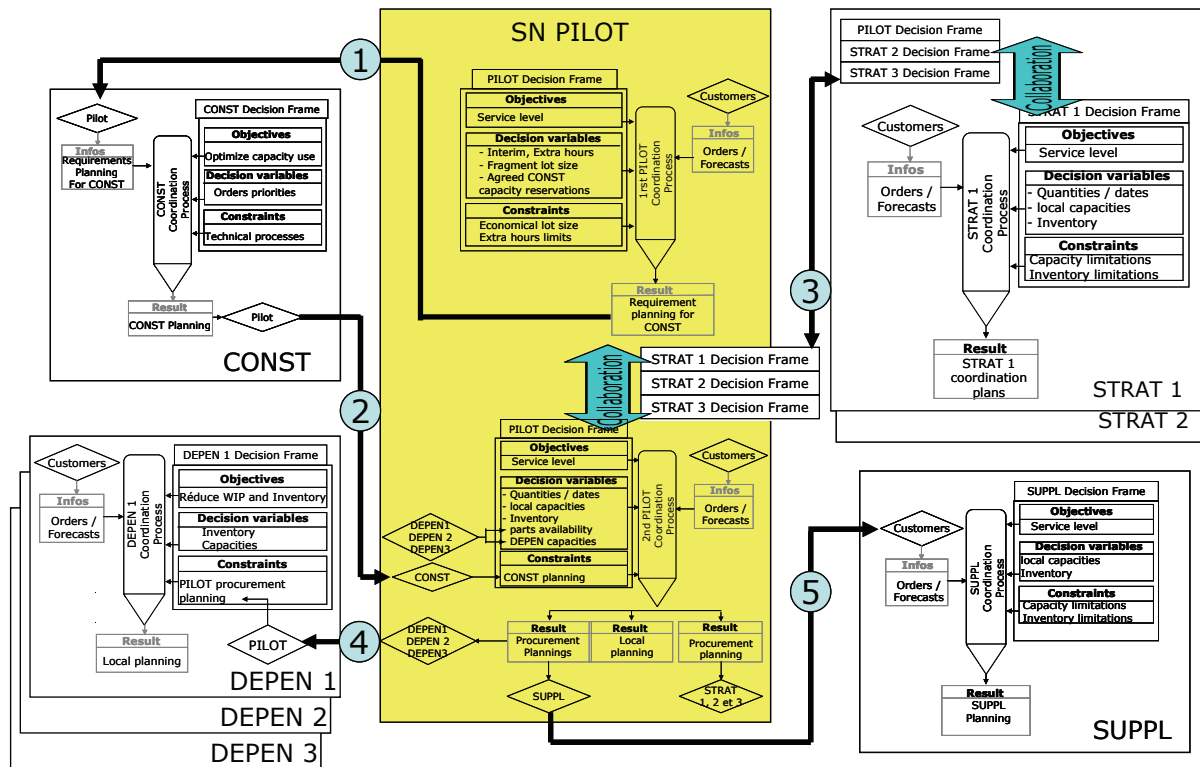 SN PILOT
1
PILOT Decision Frame
Objectives
Service level
Decision variables
- Interim, Extra hours
- Fragment lot size
- Agreed CONST
capacity reservations
Constraints
Economical lot size
Extra hours limits
Customers
Infos
Orders /
Forecasts
1rst PILOT
Coordination
Process
Result
Requirement
planning for
CONST
Pilot
Infos
Requirements
Planning
For CONST
CONST
Coordination
Process
CONST Decision Frame
Objectives
Optimize capacity use
Decision variables
Orders priorities
Constraints
Technical processes
Result
CONST Planning
Pilot
CONST
2
PILOT Decision Frame
STRAT 2 Decision Frame
STRAT 3 Decision Frame
Collaboration
STRAT 1 Decision Frame
Objectives
Service level
Decision variables
- Quantities / dates
- local capacities
- Inventory
Constraints
Capacity limitations
Inventory limitations
Customers
Infos
Orders /
Forecasts
STRAT 1
Coordination
Process
Result
STRAT 1
coordination
plans
STRAT 1
STRAT 2
3
Collaboration
STRAT 1 Decision Frame
STRAT 2 Decision Frame
STRAT 3 Decision Frame
PILOT Decision Frame
Objectives
Service level
Decision variables
- Quantities / dates
- local capacities
- Inventory
parts availability
DEPEN capacities
Constraints
CONST planning
DEPEN1
DEPEN 2
DEPEN3
CONST
2nd PILOT
Coordination
Process
Customers
Infos
Orders /
Forecasts
Result
Procurement
Plannings
Result
Local
planning
Result
Procurement
planning
DEPEN1
DEPEN 2
DEPEN3
SUPPL
STRAT
1, 2 et 3
4
5
Customers
Infos
Orders /
Forecasts
DEPEN 1
Coordination
Process
DEPEN 1 Decision Frame
Objectives
Réduce WIP and Inventory
Decision variables
Inventory
Capacities
Constraints
PILOT procurement
planning
Result
Local planning
PILOT
DEPEN 1
DEPEN 2
DEPEN 3
Customers
Infos
Orders /
Forecasts
SUPPL
Coordination
Process
SUPPL Decision Frame
Objectives
Service level
Decision variables
local capacities
Inventory
Constraints
Capacity limitations
Inventory limitations
Result
SUPPL
Planning
SUPPL